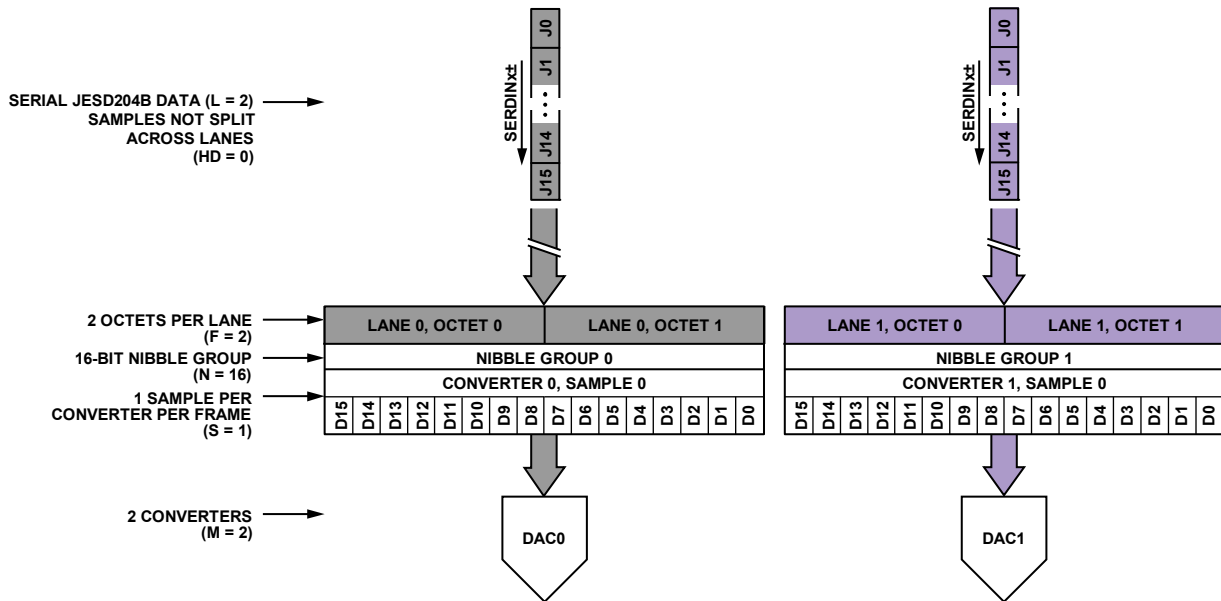 SERIAL JESD204B DATA (L = 2)
SAMPLES NOT SPLIT
ACROSS LANES
(HD = 0)
SERDINx±
J0
J1
...
J14
J15
SERDINx±
J0
J1
...
J14
J15
2 OCTETS PER LANE
(F = 2)
LANE 0, OCTET 0
LANE 0, OCTET 1
LANE 1, OCTET 0
LANE 1, OCTET 1
16-BIT NIBBLE GROUP
(N = 16)
NIBBLE GROUP 0
NIBBLE GROUP 1
CONVERTER 0, SAMPLE 0
CONVERTER 1, SAMPLE 0
1 SAMPLE PER
CONVERTER PER FRAME
(S = 1)
D15 D14 D13 D12 D11 D10 D9 D8 D7 D6 D5 D4 D3 D2 D1 D0
D15 D14 D13 D12 D11 D10 D9 D8 D7 D6 D5 D4 D3 D2 D1 D0
2 CONVERTERS
(M = 2)
DAC0
DAC1